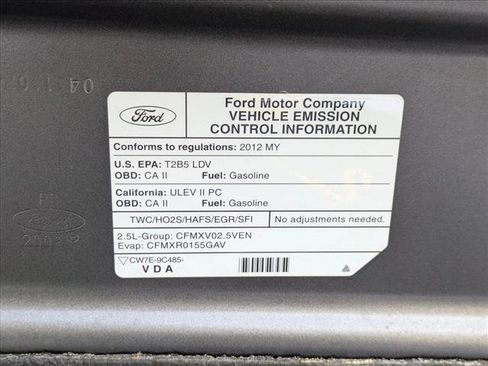 Ford
Ford Motor Company
VEHICLE EMISSION
CONTROL INFORMATION
Conforms to regulations: 2012 MY
U.S. EPA: T2B5 LDV
OBD: CA II Fuel: Gasoline
California: ULEV II PC
OBD: CA II Fuel: Gasoline
TWC/HO2S/HAFS/EGR/SFI No adjustments needed.
2.5L-Group: CFMXV02.5VEN
Evap: CFMXR0155GAV
CW7E-9C485-
VDA